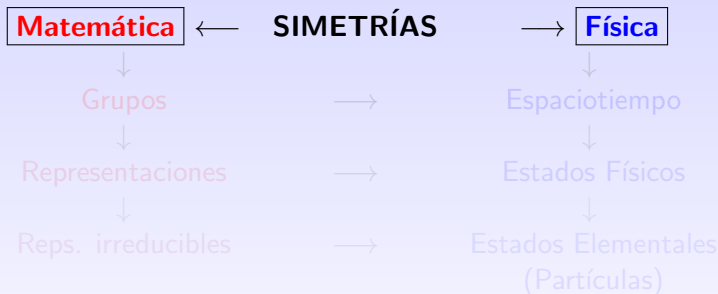 Matemática ← SIMETRÍAS → Física
↓ ↓
Grupos → Espaciotiempo
↓ ↓
Representaciones → Estados Físicos
↓ ↓
Reps. irreducibles → Estados Elementales
(Partículas)